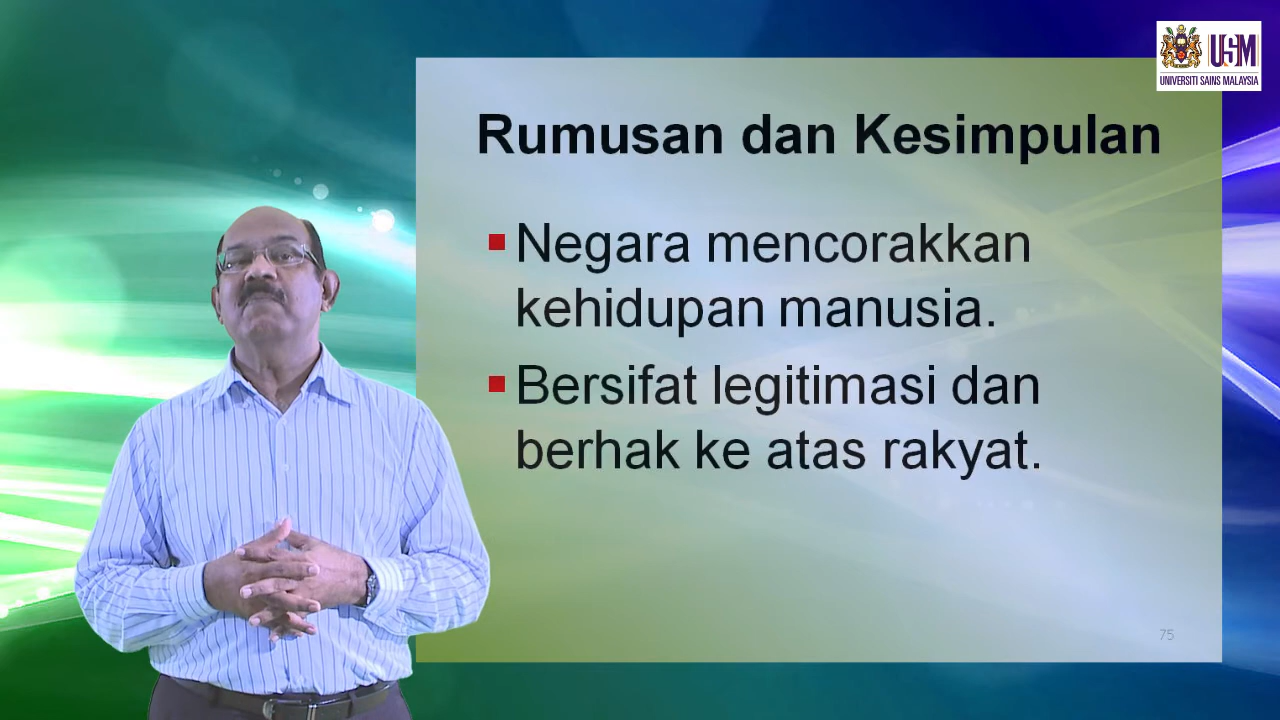 USM
UNIVERSITI SAINS MALAYSIA
Rumusan dan Kesimpulan
Negara mencorakkan
kehidupan manusia.
Bersifat legitimasi dan
berhak ke atas rakyat.
75